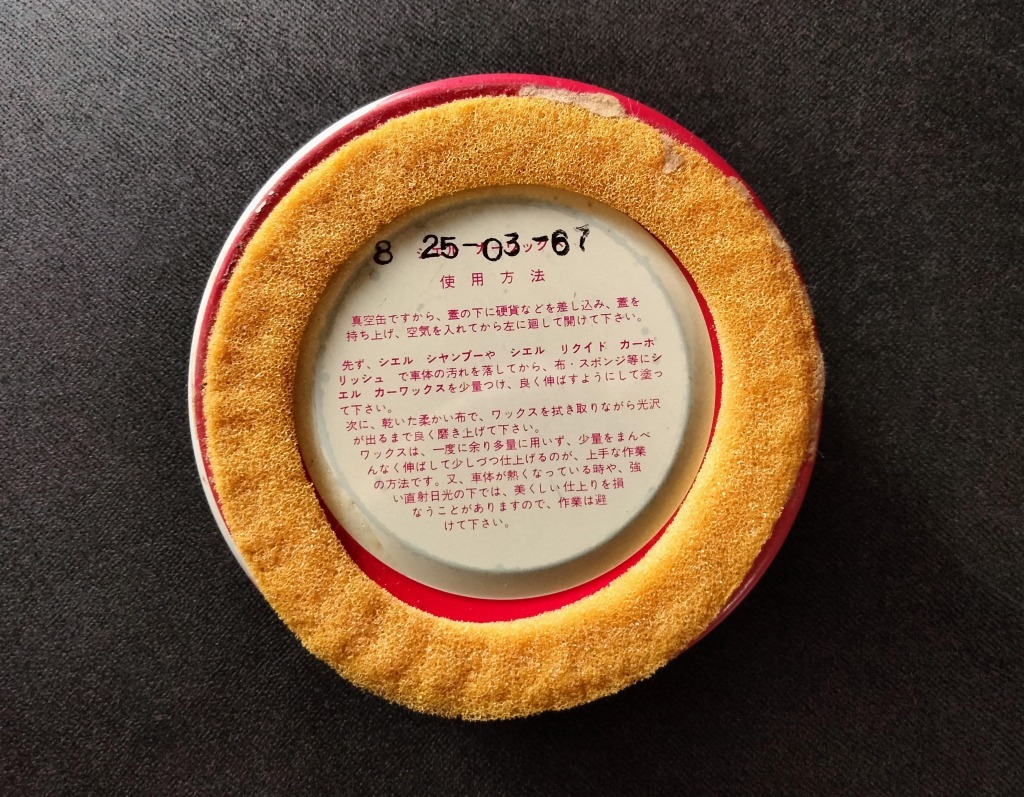 8 25-03-67
シエル カーワックス
使用方法
真空缶ですから、蓋の下に硬貨などを差し込み、蓋を
持ち上げ、空気を入れてから左に廻して開けて下さい。
先ず、シエル シャンプーや シエル リクイド カーポ
リッシュ で車体の汚れを落してから、布・スポンジ等にシ
エル カーワックスを少量つけ、良く伸ばすようにして塗っ
て下さい。
次に、乾いた柔かい布で、ワックスを拭き取りながら光沢
が出るまで良く磨き上げて下さい。
ワックスは、一度に余り多量に用いず、少量をまんべ
んなく伸ばして少しづつ仕上げるのが、上手な作業
の方法です。又、車体が熱くなっている時や、強
い直射日光の下では、美くしい仕上りを損
なうことがありますので、作業は避
けて下さい。